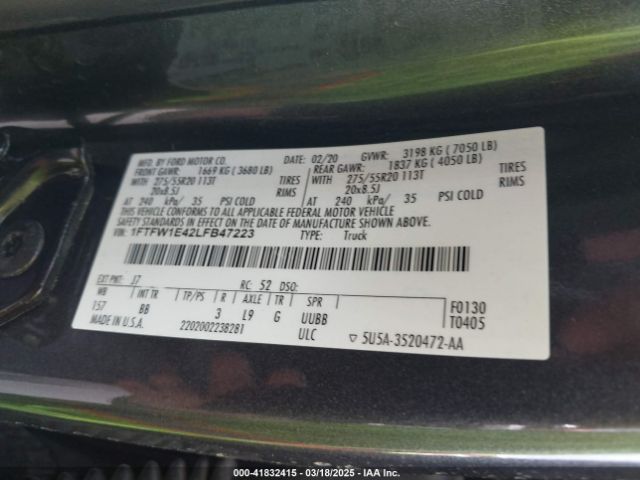 MFD. BY FORD MOTOR CO.
DATE: 02/20 GVWR: 3198 KG ( 7050 LB)
FRONT GAWR: 1669 KG ( 3680 LB) REAR GAWR: 1837 KG ( 4050 LB)
WITH 275/55R20 113T TIRES WITH 275/55R20 113T TIRES
20x8.5J RIMS 20x8.5J RIMS
AT 240 kPa/ 35 PSI COLD AT 240 kPa/ 35 PSI COLD
THIS VEHICLE CONFORMS TO ALL APPLICABLE FEDERAL MOTOR VEHICLE
SAFETY STANDARDS IN EFFECT ON THE DATE OF MANUFACTURE SHOWN ABOVE.
VIN: 1FTFW1E42LFB47223 TYPE: Truck
EXT PNT: J7 RC: 52 DSO:
WB INT TR TP/PS R AXLE TR SPR
157 BB 3 L9 G UUBB F0130
MADE IN U.S.A. 2202002238281 ULC T0405
▽ 5U5A-3520472-AA
000-41832415 - 03/18/2025 - IAA Inc.